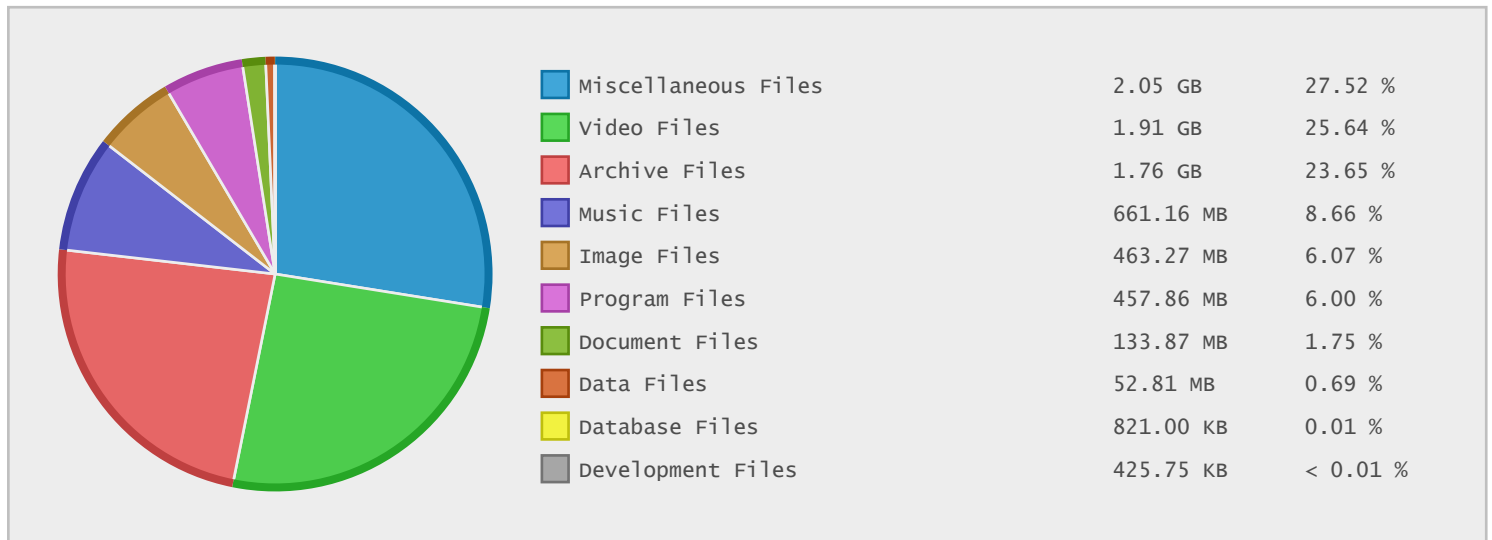 Miscellaneous Files 2.05 GB 27.52 %
Video Files 1.91 GB 25.64 %
Archive Files 1.76 GB 23.65 %
Music Files 661.16 MB 8.66 %
Image Files 463.27 MB 6.07 %
Program Files 457.86 MB 6.00 %
Document Files 133.87 MB 1.75 %
Data Files 52.81 MB 0.69 %
Database Files 821.00 KB 0.01 %
Development Files 425.75 KB < 0.01 %